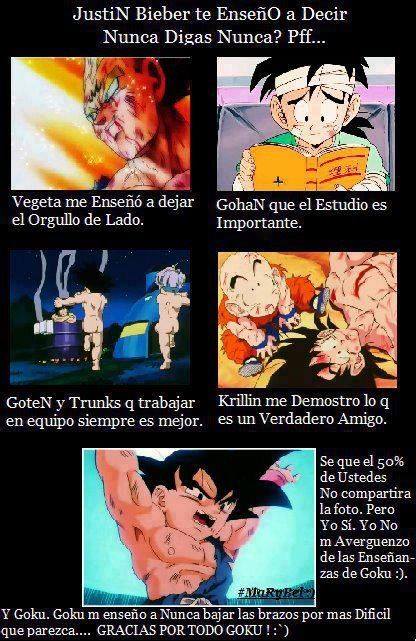 JustiN Bieber te EnseñO a Decir
Nunca Digas Nunca? Pff...
Vegeta me Enseñó a dejar
el Orgullo de Lado.
GohaN que el Estudio es
Importante.
GoteN y Trunks q trabajar
en equipo siempre es mejor.
Krillin me Demostro lo q
es un Verdadero Amigo.
Se que el 50%
de Ustedes
No compartira
la foto. Pero
Yo Sí. Yo No
m Averguenzo
de las Enseñan-
zas de Goku :).
#MaRyBel:)
Y Goku. Goku m enseño a Nunca bajar las brazos por mas Dificil
que parezca.... GRACIAS POR TODO GOKU ! :`)